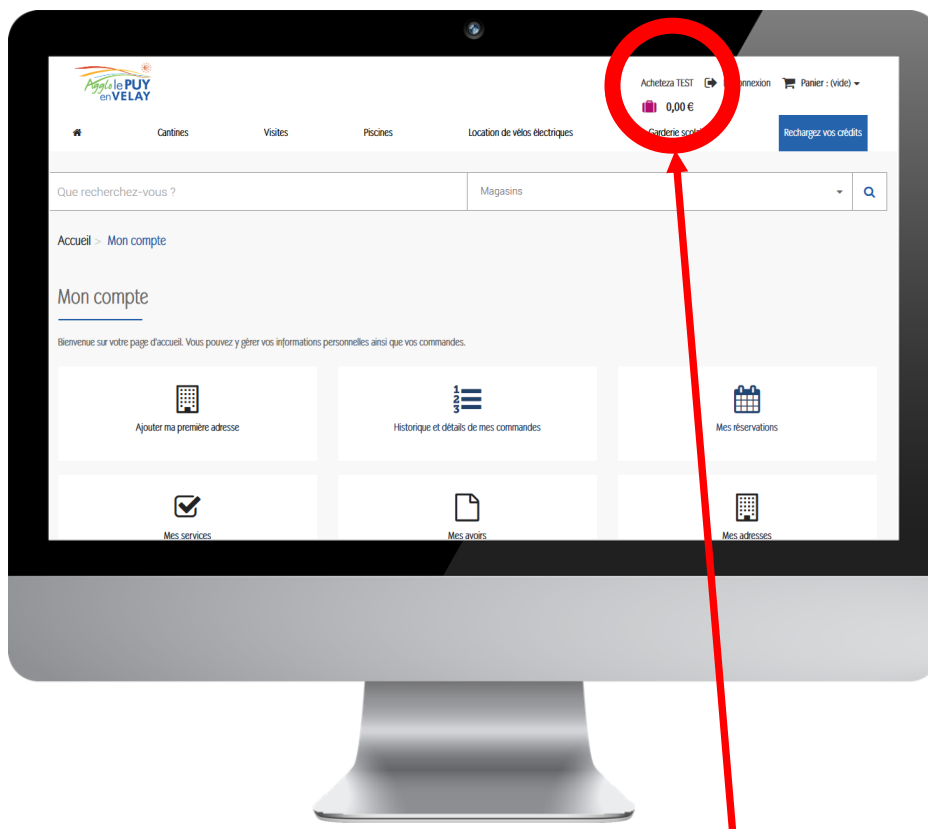 Agglo le PUY
en VELAY
Acheteza TEST
Panier : (vide)
0,00 €
Cantines
Visites
Piscines
Location de vélos électriques
Garderie
Rechargez vos crédits
Que recherchez-vous ?
Magasins
Accueil > Mon compte
Mon compte
Bienvenue sur votre page d'accueil. Vous pouvez y gérer vos informations personnelles ainsi que vos commandes.
Ajouter ma première adresse
1
2
3
Historique et détails de mes commandes
Mes réservations
Mes services
Mes avoirs
Mes adresses